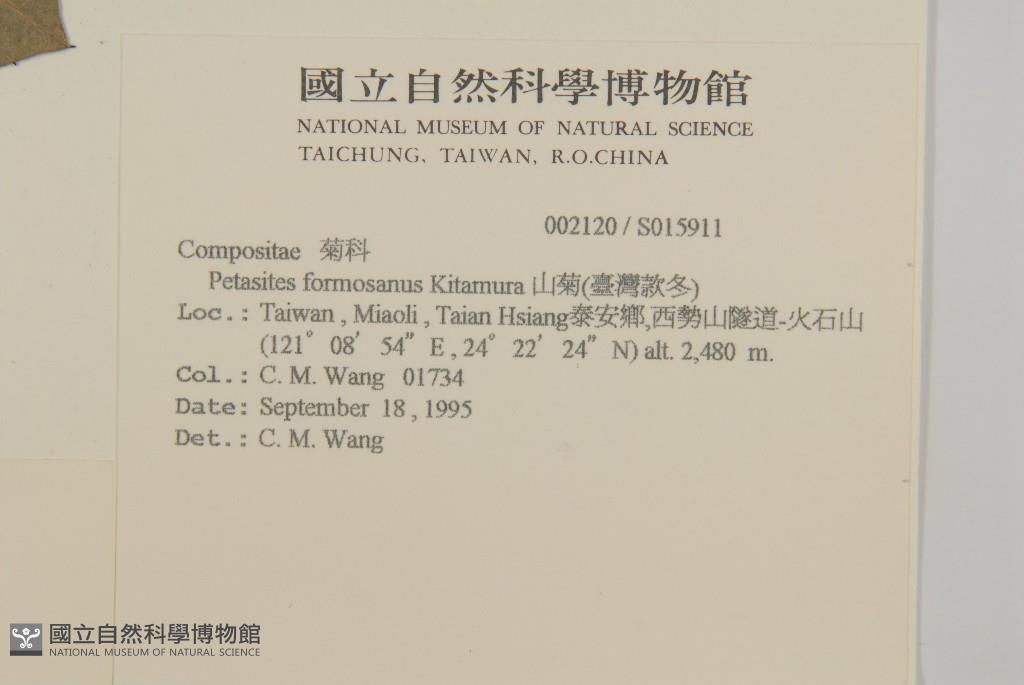 國立自然科學博物館
NATIONAL MUSEUM OF NATURAL SCIENCE
TAICHUNG, TAIWAN, R.O.CHINA
002120 / S015911
Compositae 菊科
Petasites formosanus Kitamura 山菊(臺灣款冬)
Loc.: Taiwan , Miaoli , Taian Hsiang泰安鄉,西勢山隧道-火石山
(121° 08′ 54″ E , 24° 22′ 24″ N) alt. 2,480 m.
Col.: C. M. Wang 01734
Date: September 18 , 1995
Det.: C. M. Wang
國立自然科學博物館
NATIONAL MUSEUM OF NATURAL SCIENCE